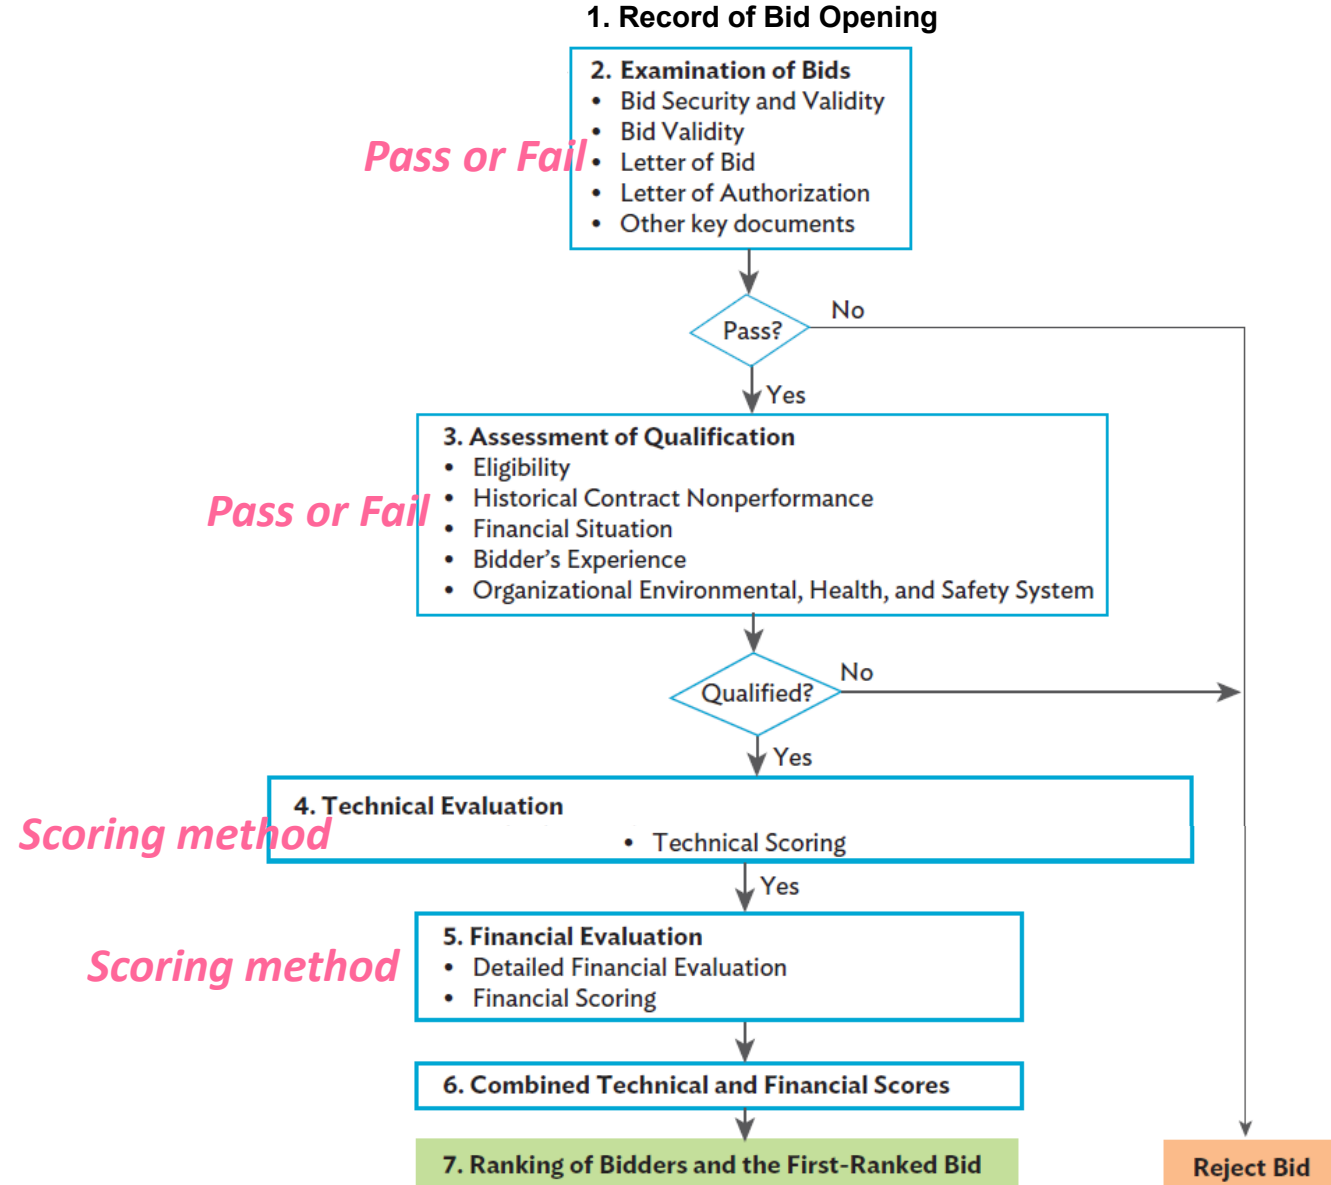 1. Record of Bid Opening
2. Examination of Bids
• Bid Security and Validity
• Bid Validity
Pass or Fail
• Letter of Bid
• Letter of Authorization
• Other key documents
Pass?
No
Yes
3. Assessment of Qualification
• Eligibility
• Historical Contract Nonperformance
Pass or Fail
• Financial Situation
• Bidder's Experience
• Organizational Environmental, Health, and Safety System
Qualified?
No
Yes
4. Technical Evaluation
Scoring method
• Technical Scoring
Yes
5. Financial Evaluation
Scoring method
• Detailed Financial Evaluation
• Financial Scoring
6. Combined Technical and Financial Scores
7. Ranking of Bidders and the First-Ranked Bid
Reject Bid